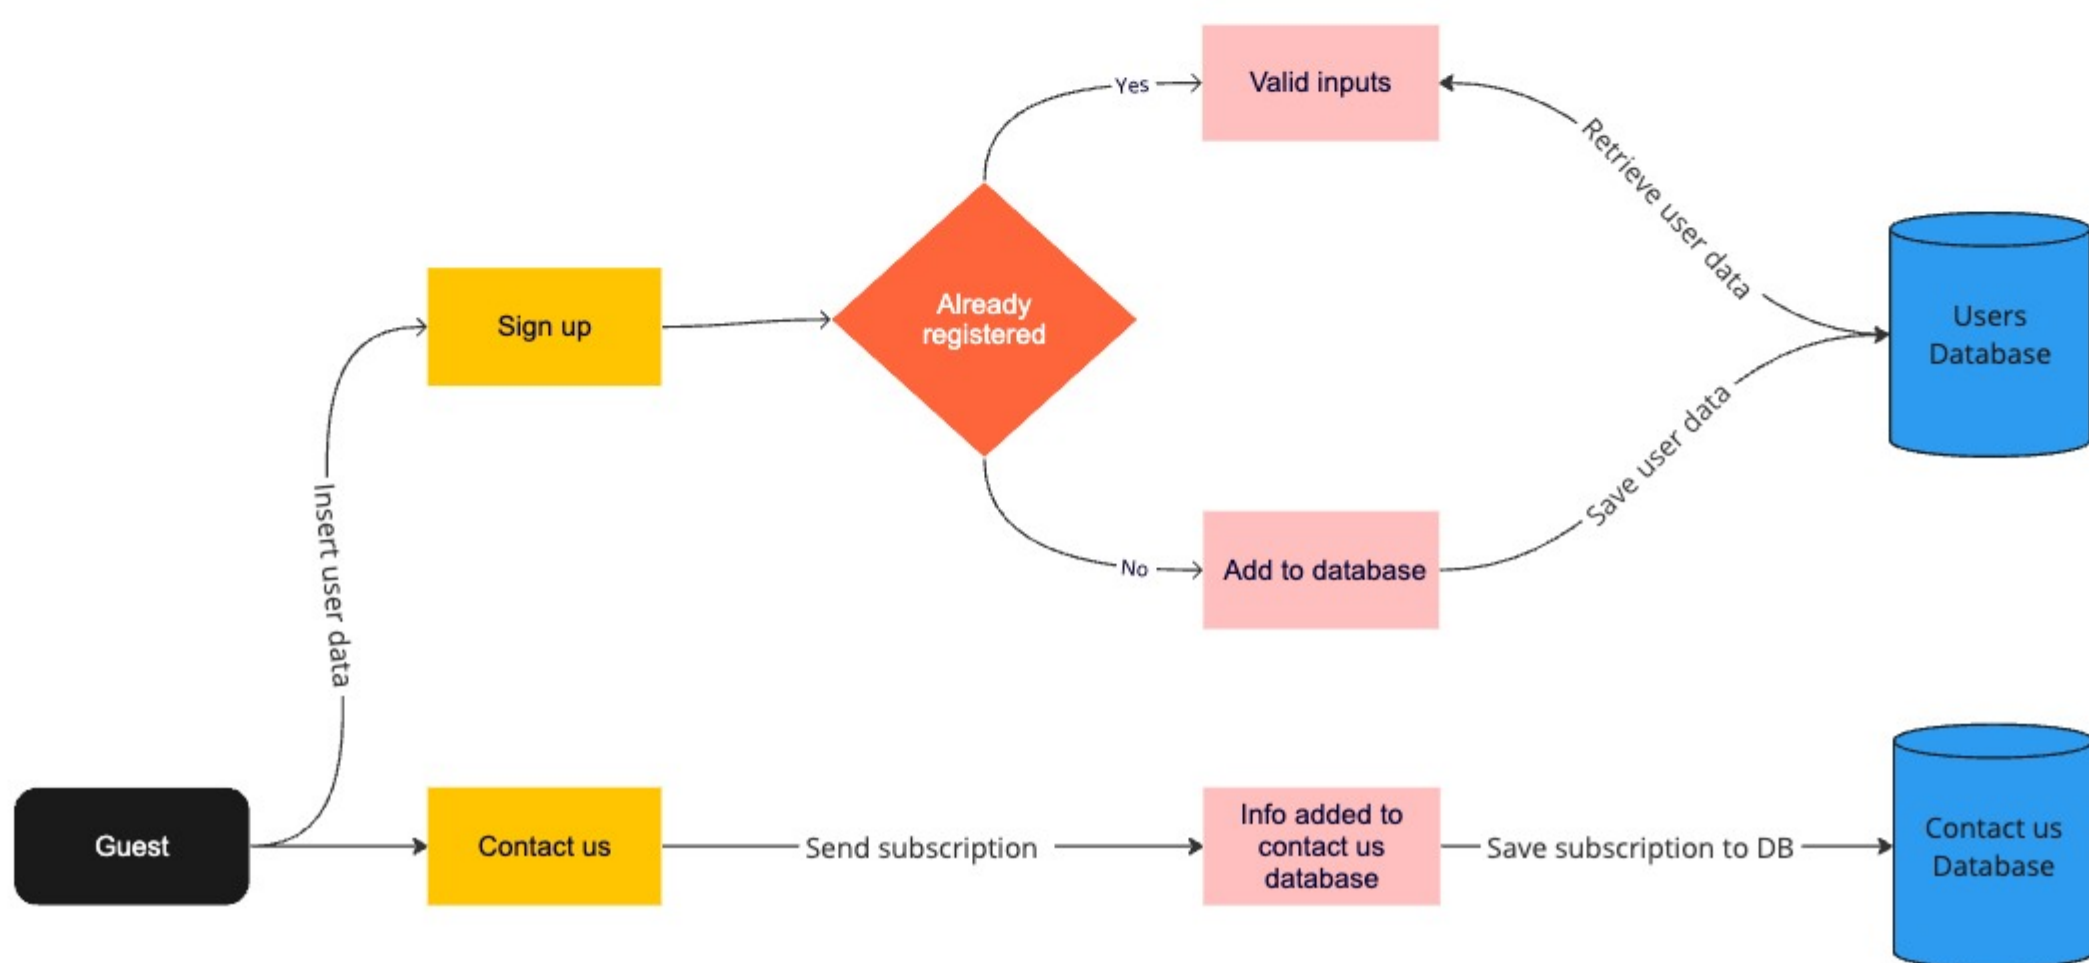 Yes
Valid inputs
Retrieve user data
Sign up
Already
registered
Users
Database
Insert user data
No
Add to database
Save user data
Guest
Contact us
Send subscription
Info added to
contact us
database
Save subscription to DB
Contact us
Database